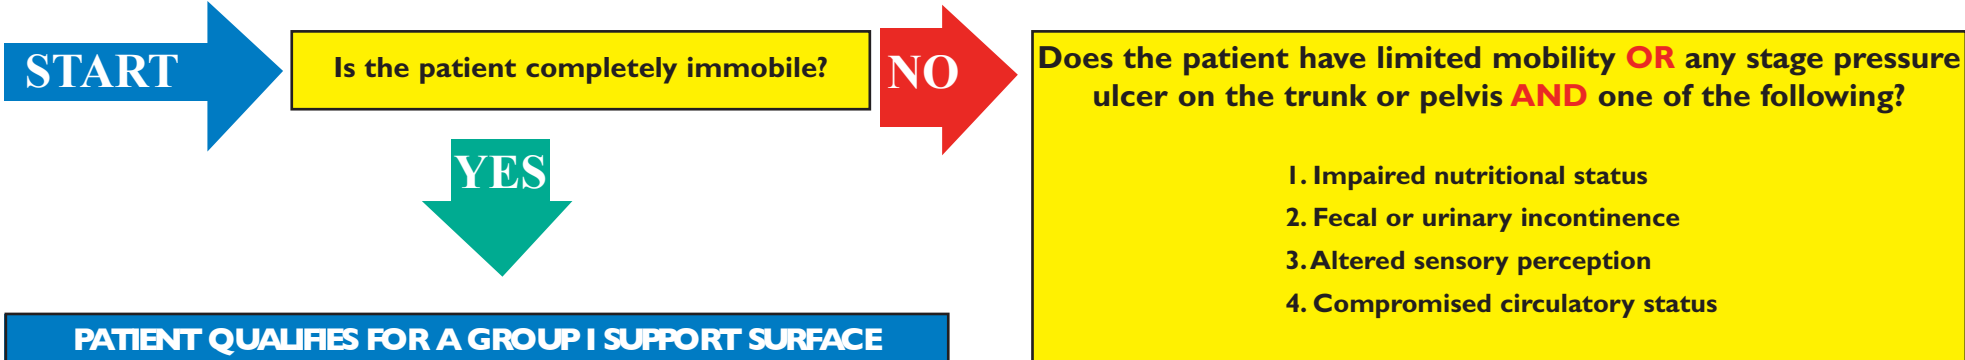 START
Is the patient completely immobile?
NO
YES
PATIENT QUALIFIES FOR A GROUP I SUPPORT SURFACE
Does the patient have limited mobility OR any stage pressure
ulcer on the trunk or pelvis AND one of the following?
1. Impaired nutritional status
2. Fecal or urinary incontinence
3. Altered sensory perception
4. Compromised circulatory status